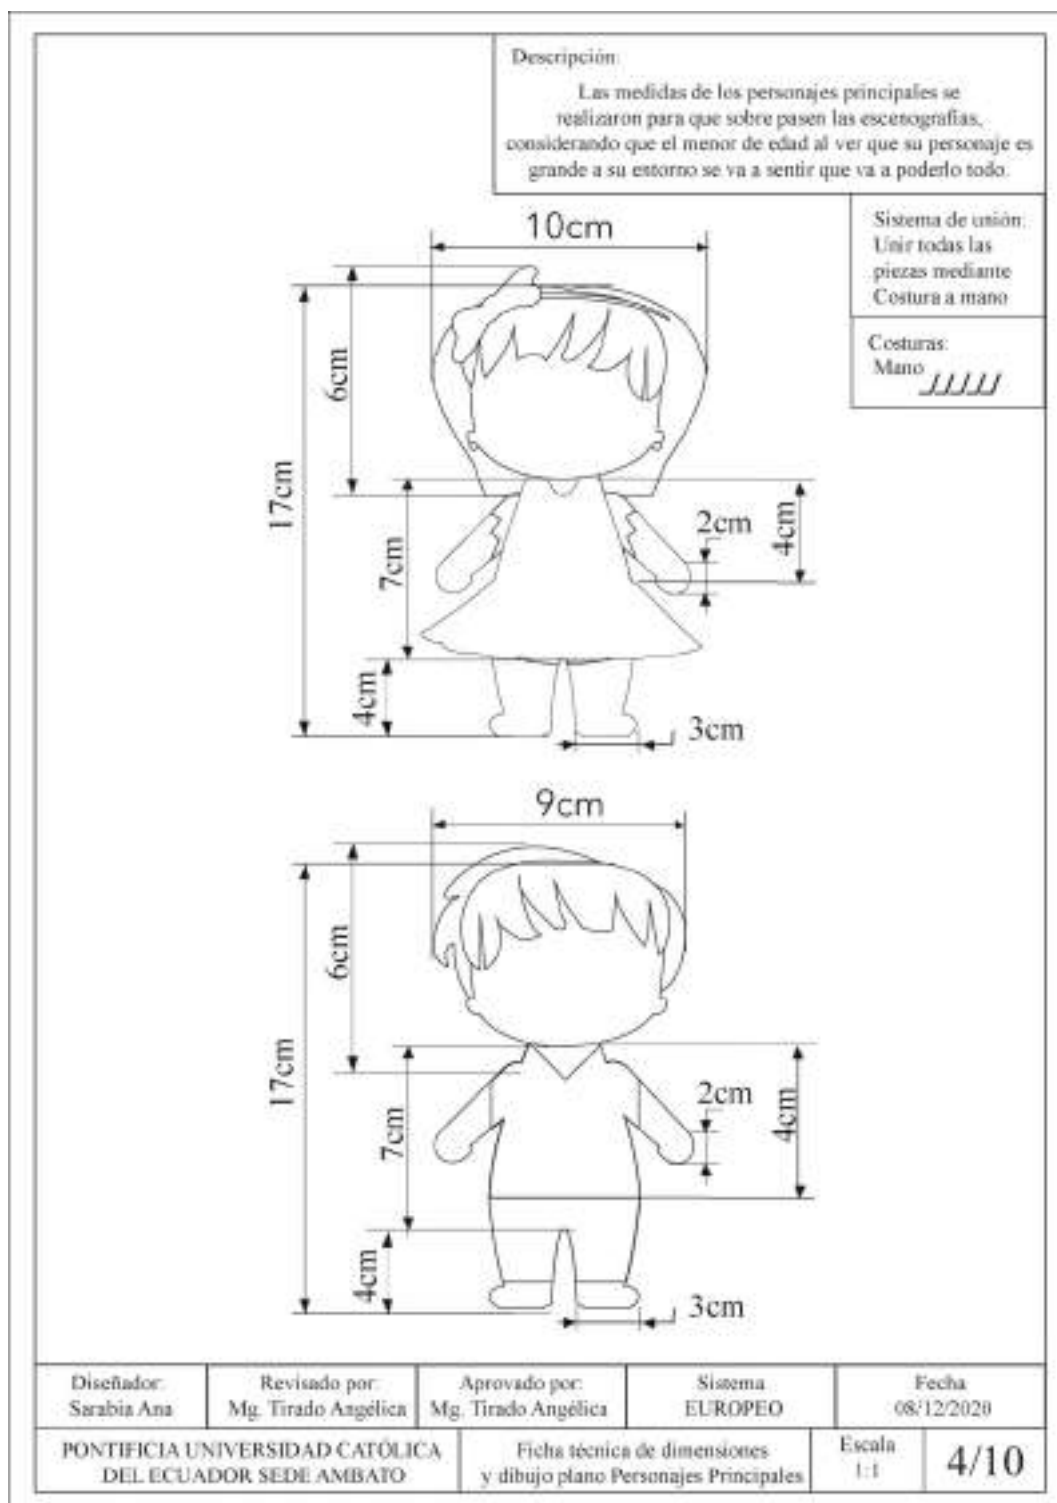 Descripción:
Las medidas de los personajes principales se
realizaron para que sobre pasen las escenografías,
considerando que el menor de edad al ver que su personaje es
grande a su entorno se va a sentir que va a poderlo todo.
Sistema de unión:
Unir todas las
piezas mediante
Costura a mano
Costuras:
Mano
10cm
6cm
17cm
7cm
2cm
4cm
4cm
3cm
9cm
6cm
17cm
7cm
2cm
4cm
4cm
3cm
Diseñador:
Sarabia Ana
Revisado por:
Mg. Tirado Angélica
Aprovado por:
Mg. Tirado Angélica
Sistema
EUROPEO
Fecha
08/12/2020
PONTIFICIA UNIVERSIDAD CATÓLICA
DEL ECUADOR SEDE AMBATO
Ficha técnica de dimensiones
y dibujo plano Personajes Principales
Escala
1:1
4/10